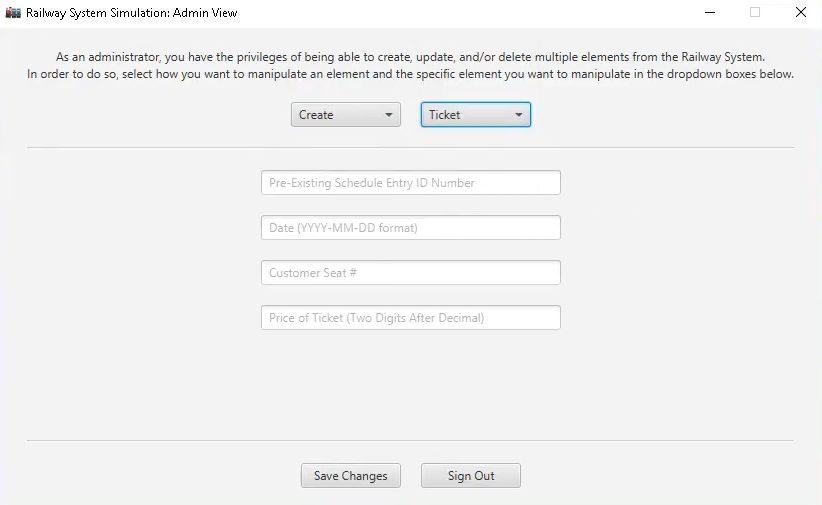 Railway System Simulation: Admin View
As an administrator, you have the privileges of being able to create, update, and/or delete multiple elements from the Railway System.
In order to do so, select how you want to manipulate an element and the specific element you want to manipulate in the dropdown boxes below.
Create Ticket
Pre-Existing Schedule Entry ID Number
Date (YYYY-MM-DD format)
Customer Seat #
Price of Ticket (Two Digits After Decimal)
Save Changes Sign Out